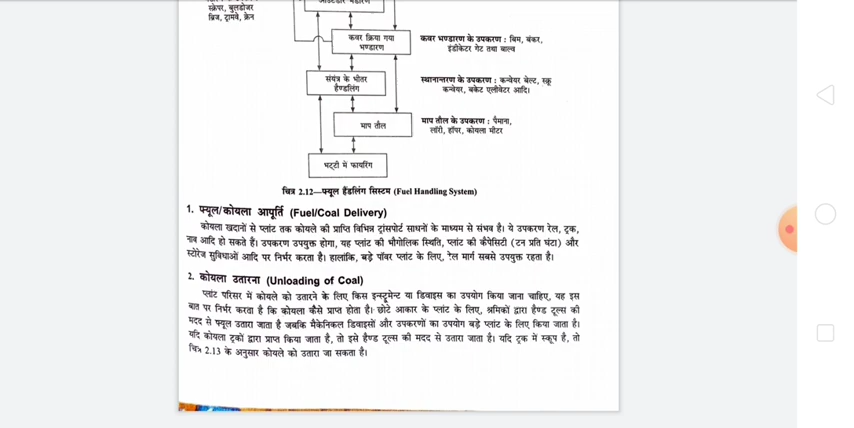 स्क्रेपर, बुलडोजर
ब्रिज, ट्रामवे, क्रेन
कवर किया गया
भण्डारण
कवर भण्डारण के उपकरण : बिम, बंकर,
इंडीकेटर गेट तथा वाल्व
संयंत्र के भीतर
हैण्डलिंग
स्थानान्तरण के उपकरण : कन्वेयर बेल्ट, स्क्रू
कन्वेयर, बकेट एलीवेटर आदि।
माप तौल
माप तौल के उपकरण : पैमाना,
लॉरी, हॉपर, कोयला मीटर
भट्टी में फायरिंग
चित्र 2.12—फ्यूल हैंडलिंग सिस्टम (Fuel Handling System)
1. फ्यूल/कोयला आपूर्ति (Fuel/Coal Delivery)
कोयला खदानों से प्लांट तक कोयले की प्राप्ति विभिन्न ट्रांसपोर्ट साधनों के माध्यम से संभव है। ये उपकरण रेल, ट्रक,
नाव आदि हो सकते हैं। उपकरण उपयुक्त होगा, यह प्लांट की भौगोलिक स्थिति, प्लांट की कैपेसिटी (टन प्रति घंटा) और
स्टोरेज सुविधाओं आदि पर निर्भर करता है। हालांकि, बड़े पॉवर प्लांट के लिए, रेल मार्ग सबसे उपयुक्त रहता है।
2. कोयला उतारना (Unloading of Coal)
प्लांट परिसर में कोयले को उतारने के लिए किस इन्स्ट्रूमेन्ट या डिवाइस का उपयोग किया जाना चाहिए, यह इस
बात पर निर्भर करता है कि कोयला कैसे प्राप्त होता है। छोटे आकार के प्लांट के लिए, श्रमिकों द्वारा हैण्ड टूल्स की
मदद से फ्यूल उतारा जाता है जबकि मैकेनिकल डिवाइसों और उपकरणों का उपयोग बड़े प्लांट के लिए किया जाता है।
यदि कोयला ट्रकों द्वारा प्राप्त किया जाता है, तो इसे हैण्ड टूल्स की मदद से उतारा जाता है। यदि ट्रक में स्कूप है, तो
चित्र 2.13 के अनुसार कोयले को उतारा जा सकता है।